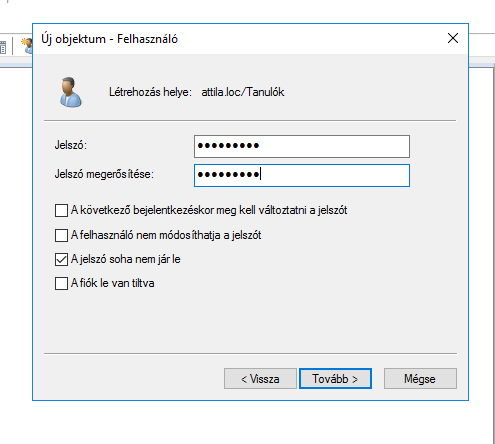 Új objektum - Felhasználó
Létrehozás helye: attila.loc/Tanulók
Jelszó: •••••••••
Jelszó megerősítése: •••••••••
A következő bejelentkezéskor meg kell változtatni a jelszót
A felhasználó nem módosíthatja a jelszót
A jelszó soha nem jár le
A fiók le van tiltva
< Vissza Tovább > Mégse